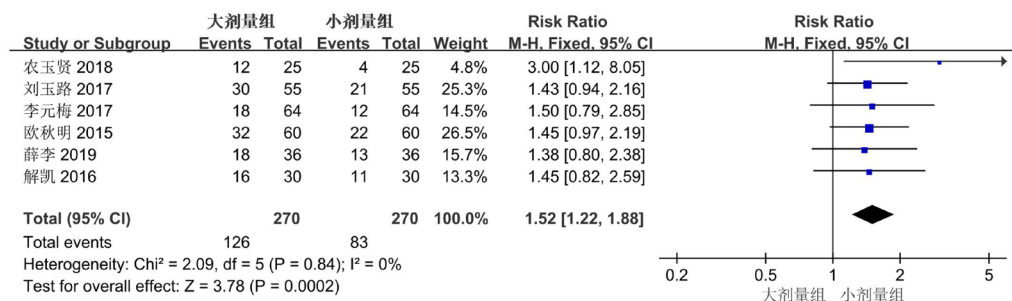 大剂量组 小剂量组 Risk Ratio Risk Ratio
Study or Subgroup Events Total Events Total Weight M-H, Fixed, 95% CI M-H, Fixed, 95% CI
农玉贤 2018 12 25 4 25 4.8% 3.00 [1.12, 8.05]
刘玉路 2017 30 55 21 55 25.3% 1.43 [0.94, 2.16]
李元梅 2017 18 64 12 64 14.5% 1.50 [0.79, 2.85]
欧秋明 2015 32 60 22 60 26.5% 1.45 [0.97, 2.19]
薛李 2019 18 36 13 36 15.7% 1.38 [0.80, 2.38]
解凯 2016 16 30 11 30 13.3% 1.45 [0.82, 2.59]
Total (95% CI) 270 270 100.0% 1.52 [1.22, 1.88]
Total events 126 83
Heterogeneity: Chi² = 2.09, df = 5 (P = 0.84); I² = 0%
Test for overall effect: Z = 3.78 (P = 0.0002)
0.2 0.5 1 2 5
大剂量组 小剂量组